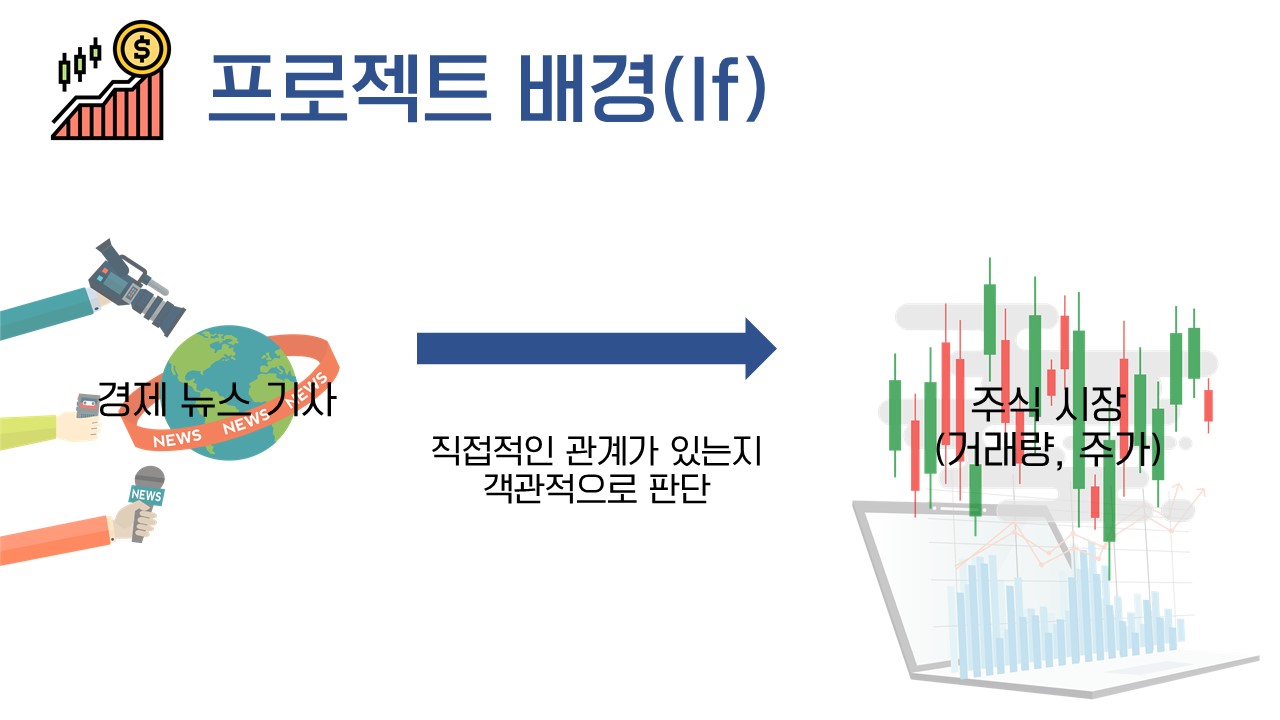 $
프로젝트 배경(If)
경제 뉴스 기사
NEWS NEWS NEWS
NEWS
직접적인 관계가 있는지
객관적으로 판단
주식 시장
(거래량, 주가)